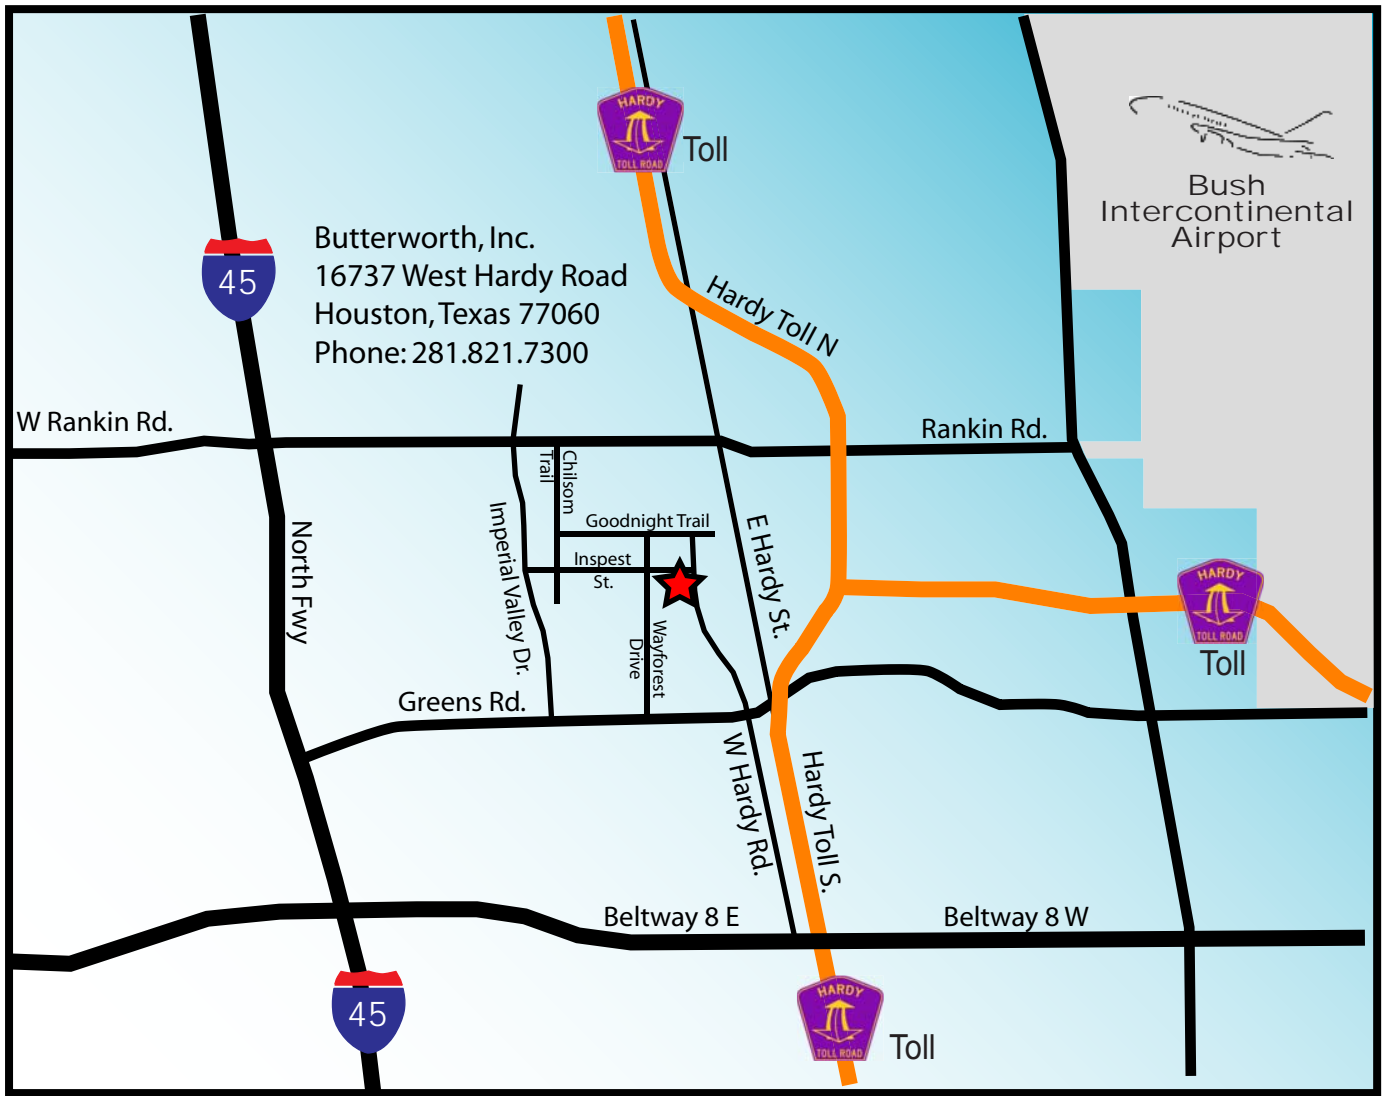 HARDY
TOLL ROAD
Toll
Bush
Intercontinental
Airport
Butterworth, Inc.
16737 West Hardy Road
Houston, Texas 77060
Phone: 281.821.7300
45
Hardy Toll N
W Rankin Rd.
Rankin Rd.
Chilsom
Trail
Goodnight Trail
Inspest
St.
Imperial Valley Dr.
North Fwy
E Hardy St.
Wayforest
Drive
HARDY
TOLL ROAD
Toll
Greens Rd.
W Hardy Rd.
Hardy Toll S.
Beltway 8 E
Beltway 8 W
45
HARDY
TOLL ROAD
Toll